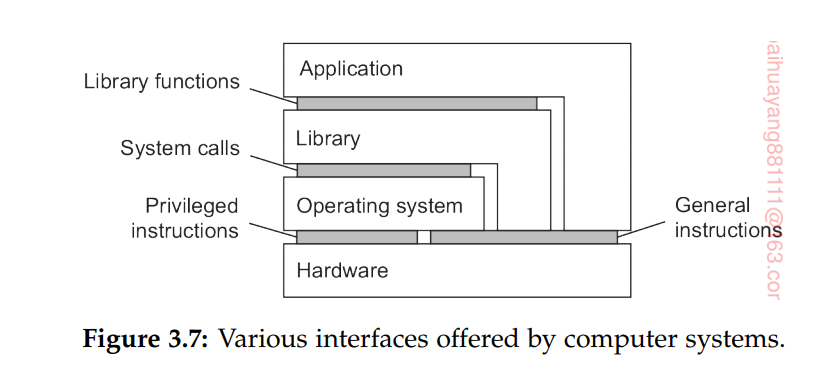 Application
Library functions
Library
System calls
Operating system
Privileged
instructions
General
instructions
Hardware
Figure 3.7: Various interfaces offered by computer systems.